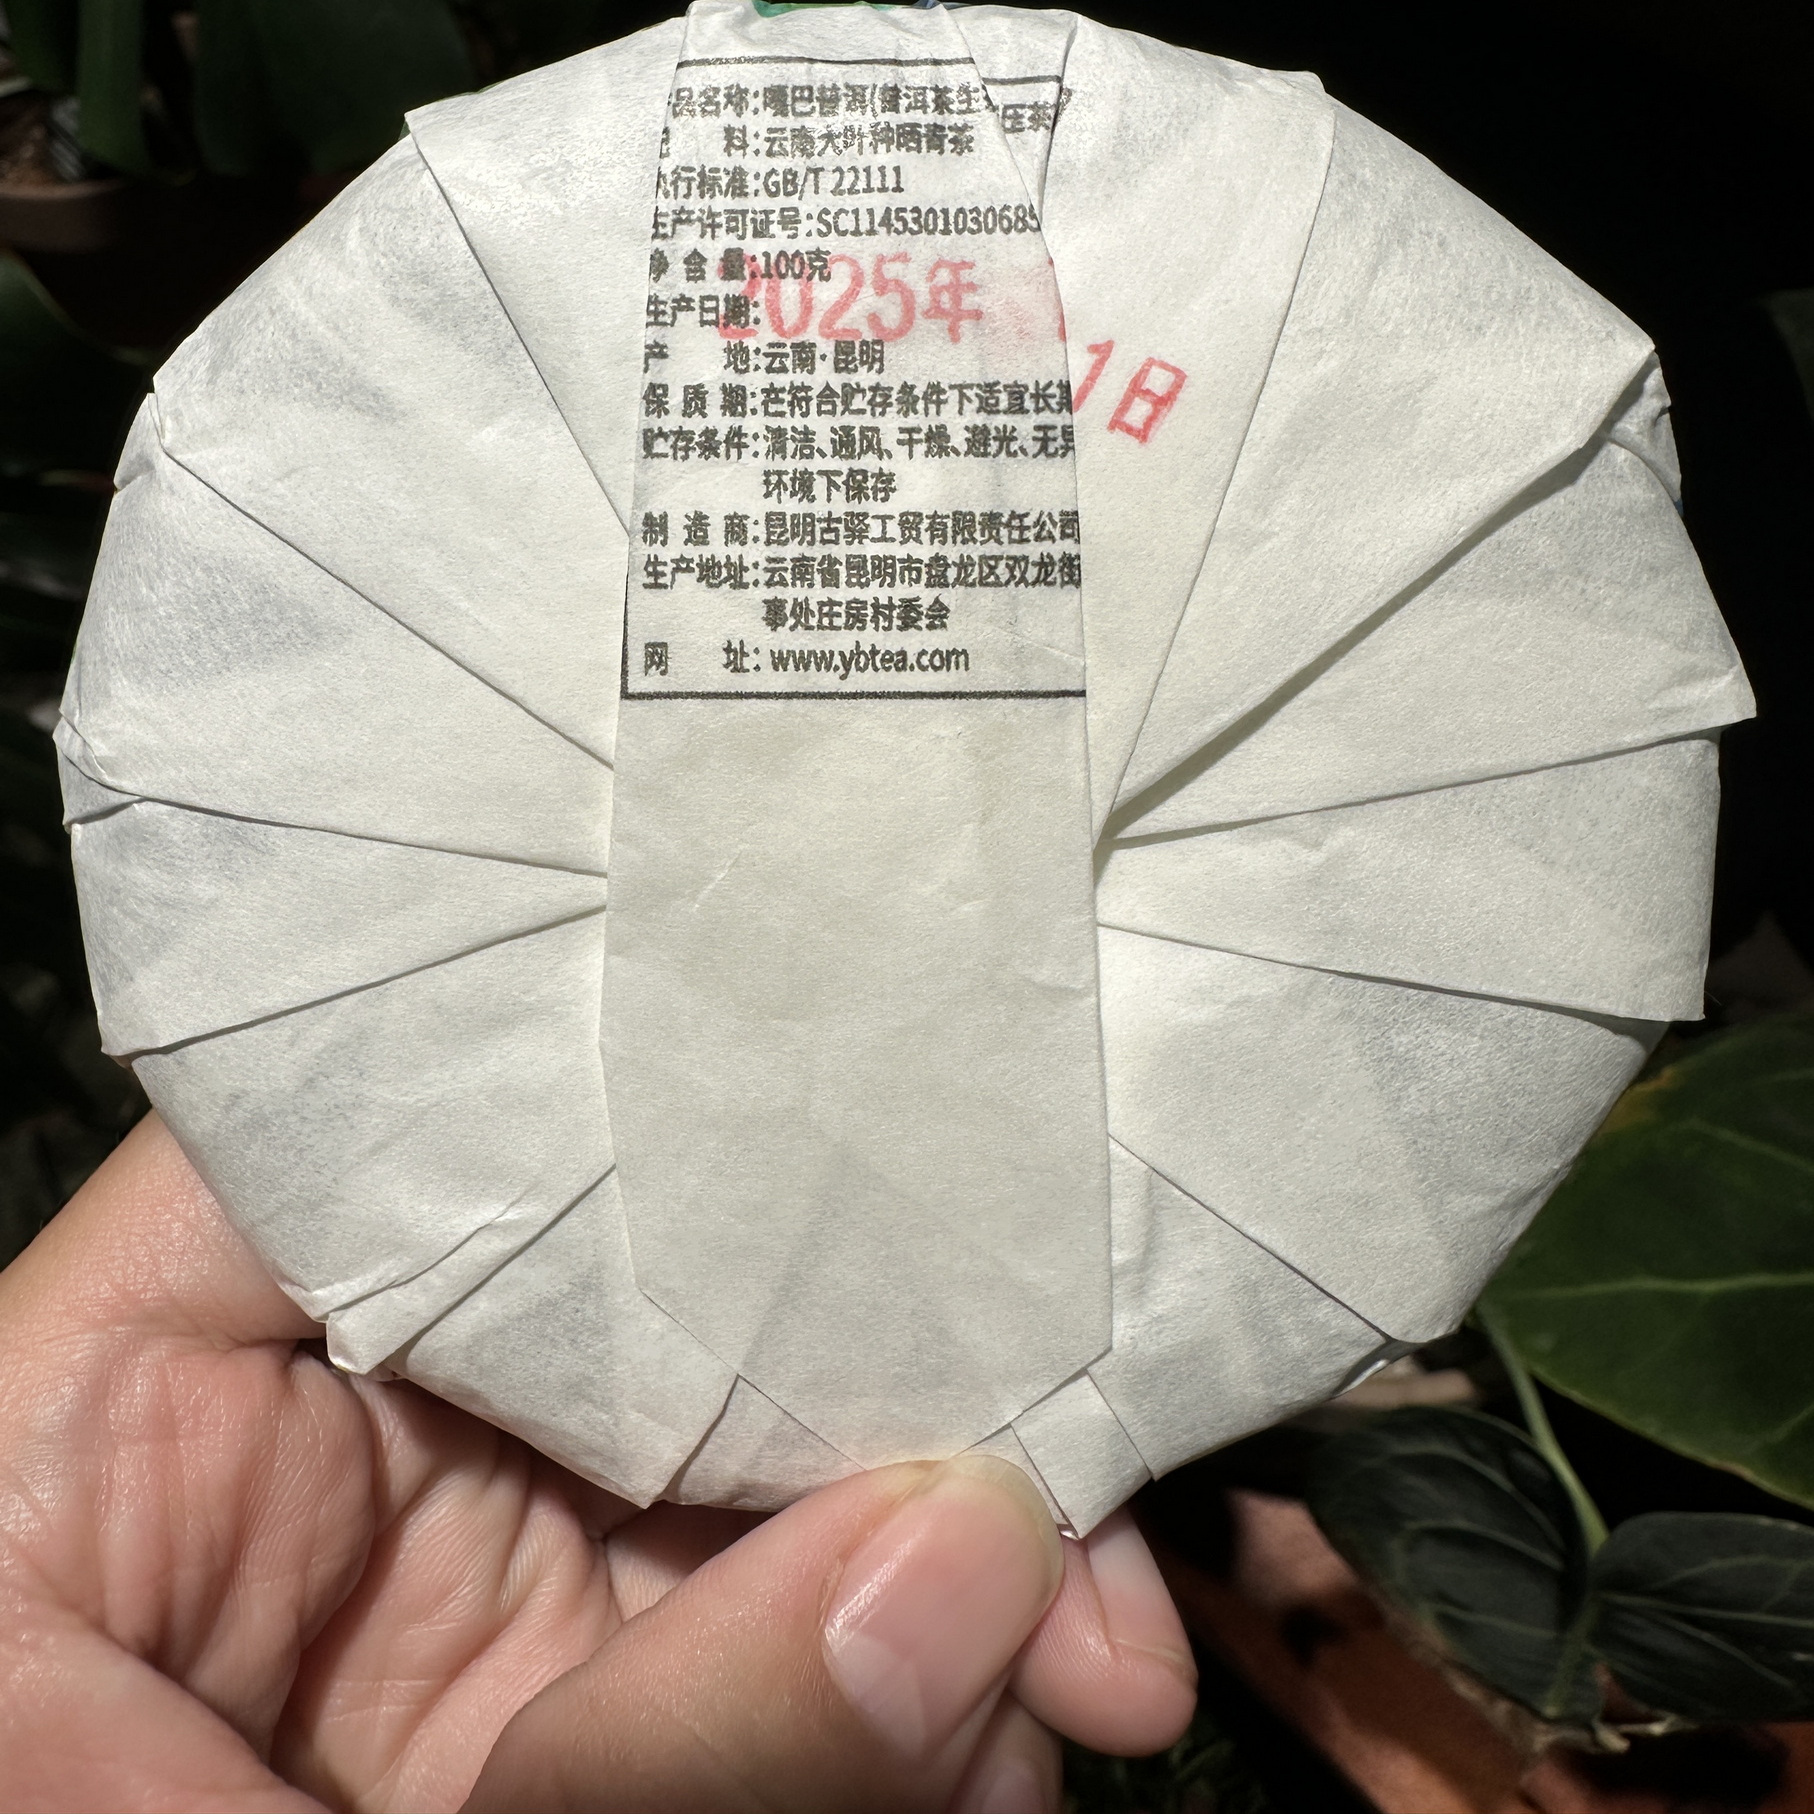 品名称:嘎巴普洱(普洱茶生
压茶
料:云南大叶种晒青茶
执行标准:GB/T 22111
生产许可证号:SC1145301030685
净含量:100克
生产日期:
2025年
1日
产地:云南·昆明
保质期:在符合贮存条件下适宜长期
贮存条件:清洁、通风、干燥、避光、无异
环境下保存
制造商:昆明古驿工贸有限责任公司
生产地址:云南省昆明市盘龙区双龙街
事处庄房村委会
网址: www.ybtea.com